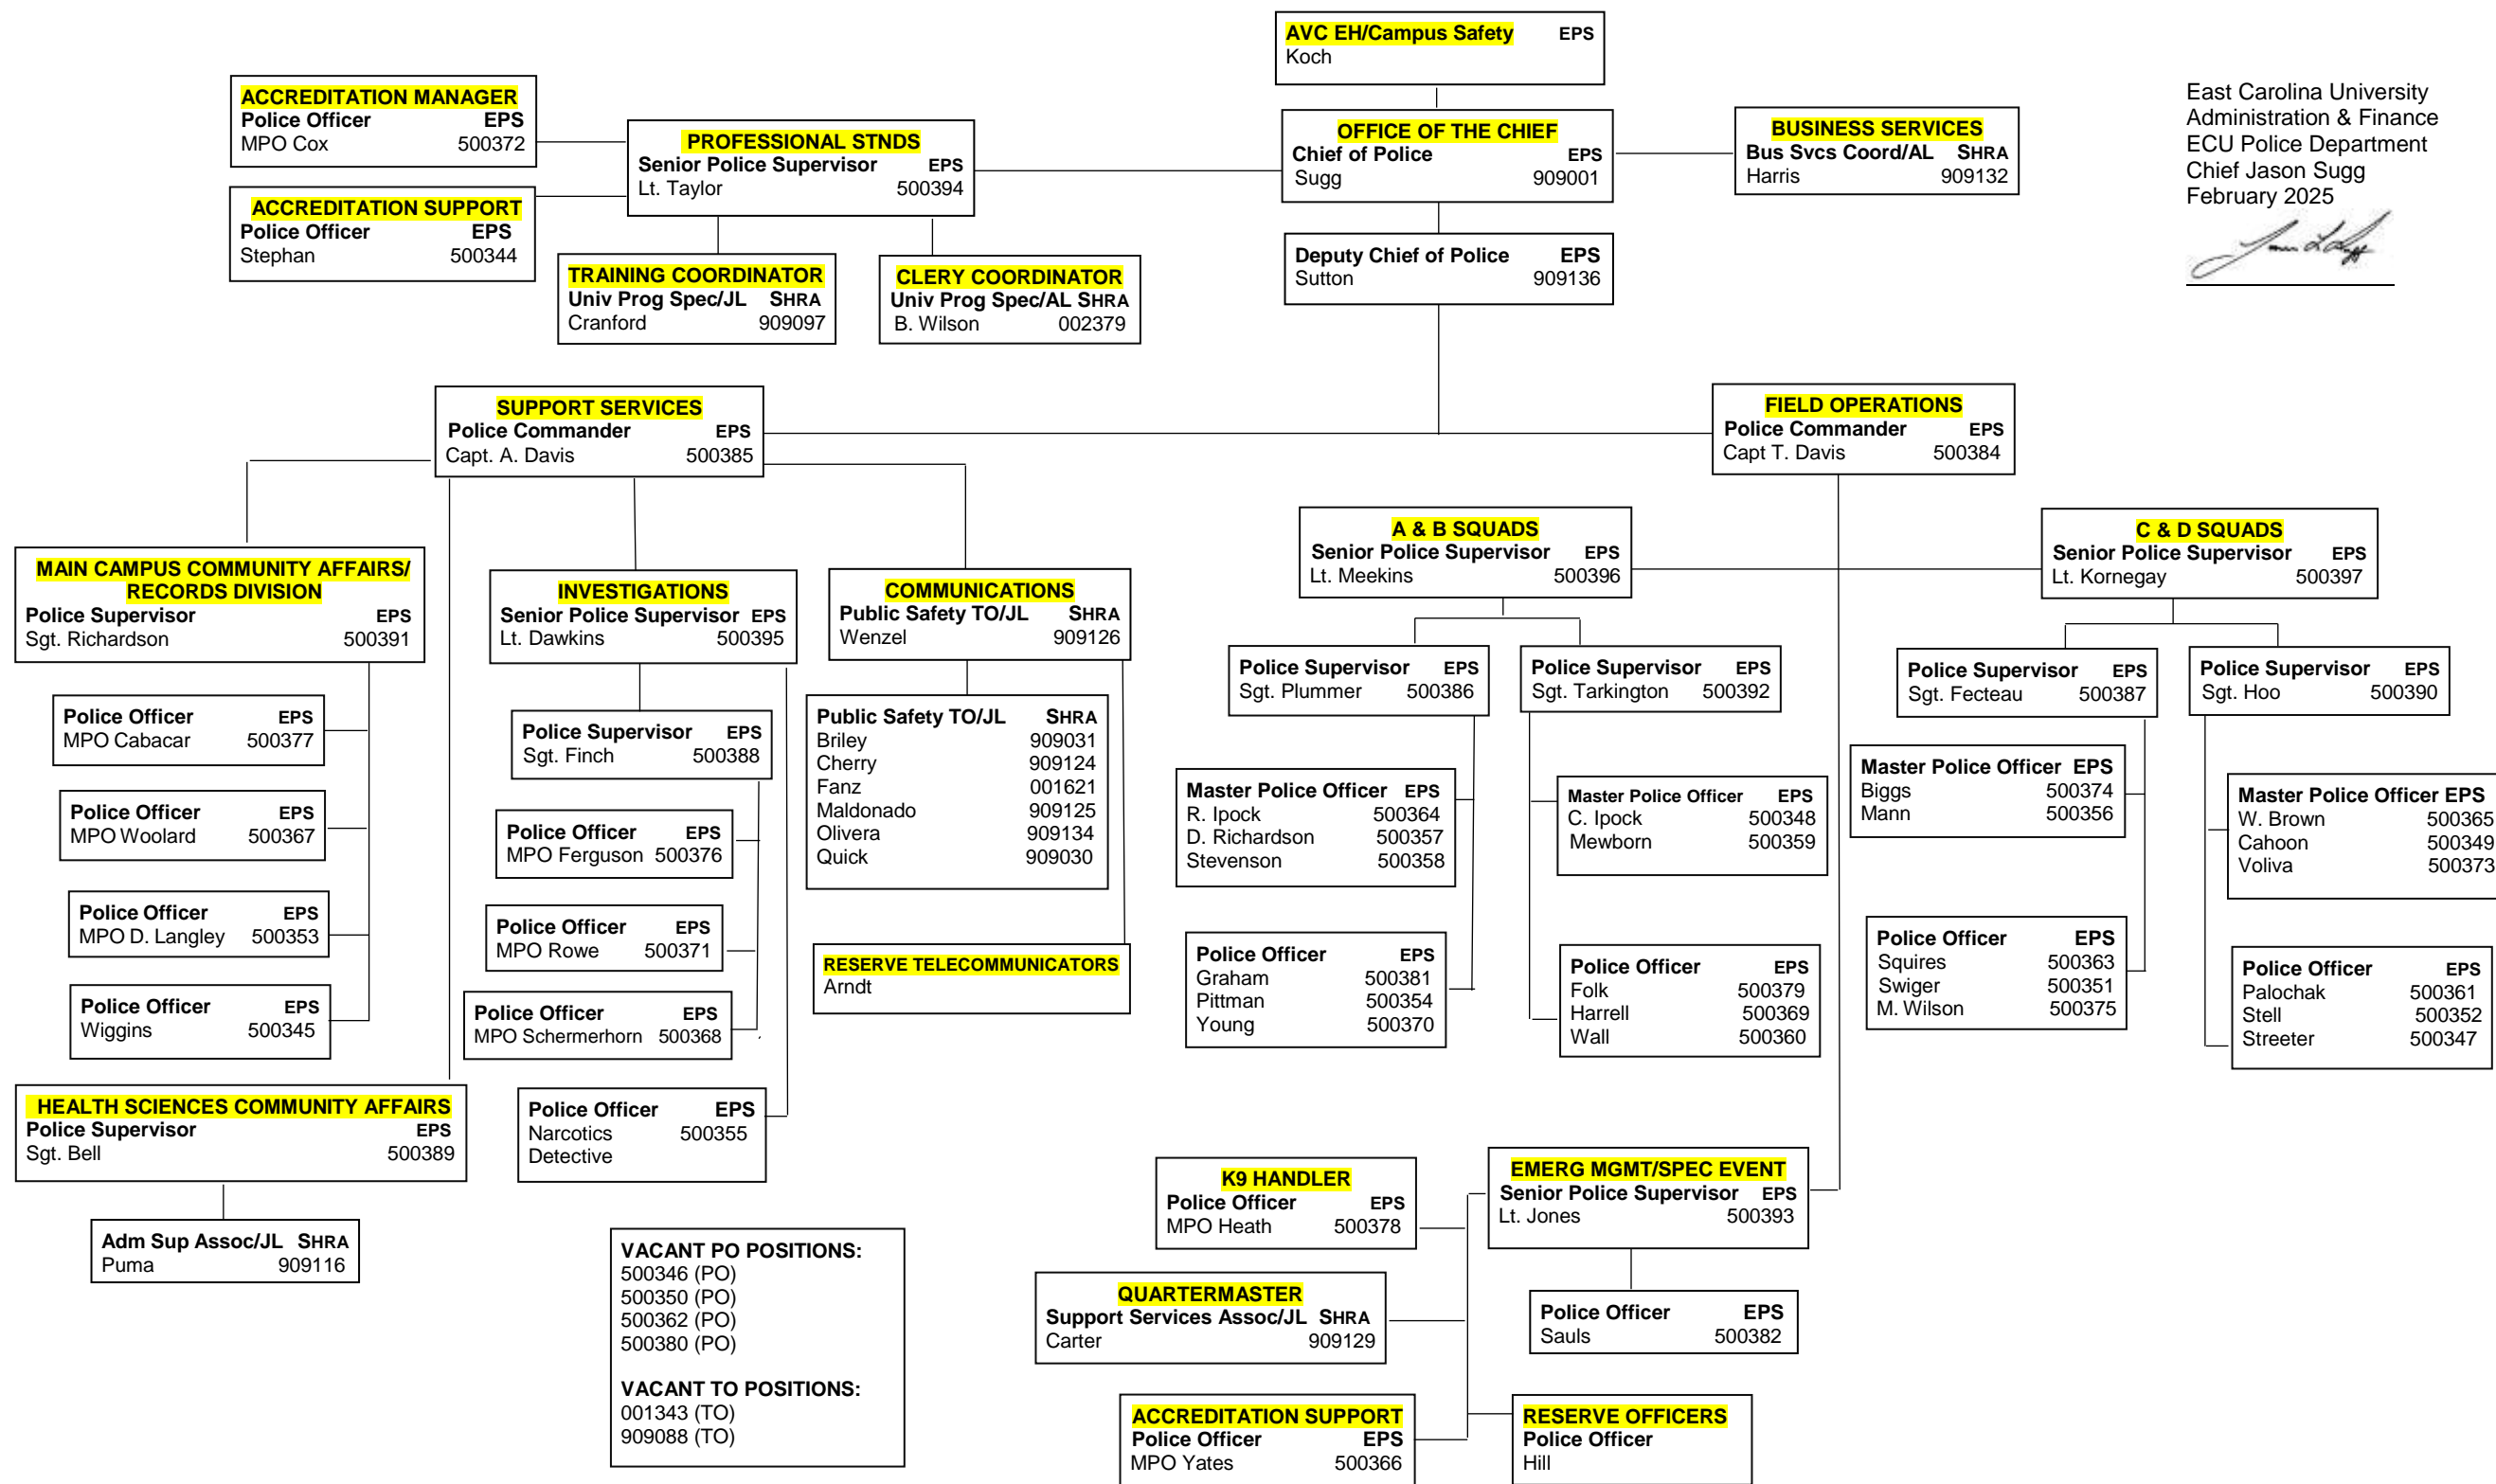 AVC EH/Campus Safety EPS
Koch
East Carolina University
Administration & Finance
ECU Police Department
Chief Jason Sugg
February 2025
ACCREDITATION MANAGER
Police Officer EPS
MPO Cox 500372
PROFESSIONAL STNDS
Senior Police Supervisor EPS
Lt. Taylor 500394
OFFICE OF THE CHIEF
Chief of Police EPS
Sugg 909001
BUSINESS SERVICES
Bus Svcs Coord/AL SHRA
Harris 909132
ACCREDITATION SUPPORT
Police Officer EPS
Stephan 500344
TRAINING COORDINATOR
Univ Prog Spec/JL SHRA
Cranford 909097
CLERY COORDINATOR
Univ Prog Spec/AL SHRA
B. Wilson 002379
Deputy Chief of Police EPS
Sutton 909136
SUPPORT SERVICES
Police Commander EPS
Capt. A. Davis 500385
FIELD OPERATIONS
Police Commander EPS
Capt T. Davis 500384
MAIN CAMPUS COMMUNITY AFFAIRS/
RECORDS DIVISION
Police Supervisor EPS
Sgt. Richardson 500391
Police Officer EPS
MPO Cabacar 500377
Police Officer EPS
MPO Woolard 500367
Police Officer EPS
MPO D. Langley 500353
Police Officer EPS
Wiggins 500345
HEALTH SCIENCES COMMUNITY AFFAIRS
Police Supervisor EPS
Sgt. Bell 500389
Adm Sup Assoc/JL SHRA
Puma 909116
INVESTIGATIONS
Senior Police Supervisor EPS
Lt. Dawkins 500395
Police Supervisor EPS
Sgt. Finch 500388
Police Officer EPS
MPO Ferguson 500376
Police Officer EPS
MPO Rowe 500371
Police Officer EPS
MPO Schermerhorn 500368
Police Officer EPS
Narcotics 500355
Detective
COMMUNICATIONS
Public Safety TO/JL SHRA
Wenzel 909126
Public Safety TO/JL SHRA
Briley 909031
Cherry 909124
Fanz 001621
Maldonado 909125
Olivera 909134
Quick 909030
RESERVE TELECOMMUNICATORS
Arndt
VACANT PO POSITIONS:
500346 (PO)
500350 (PO)
500362 (PO)
500380 (PO)
VACANT TO POSITIONS:
001343 (TO)
909088 (TO)
A & B SQUADS
Senior Police Supervisor EPS
Lt. Meekins 500396
Police Supervisor EPS
Sgt. Plummer 500386
Master Police Officer EPS
R. Ipock 500364
D. Richardson 500357
Stevenson 500358
Police Officer EPS
Graham 500381
Pittman 500354
Young 500370
Police Supervisor EPS
Sgt. Tarkington 500392
Master Police Officer EPS
C. Ipock 500348
Mewborn 500359
Police Officer EPS
Folk 500379
Harrell 500369
Wall 500360
C & D SQUADS
Senior Police Supervisor EPS
Lt. Kornegay 500397
Police Supervisor EPS
Sgt. Fecteau 500387
Master Police Officer EPS
Biggs 500374
Mann 500356
Police Officer EPS
Squires 500363
Swiger 500351
M. Wilson 500375
Police Supervisor EPS
Sgt. Hoo 500390
Master Police Officer EPS
W. Brown 500365
Cahoon 500349
Voliva 500373
Police Officer EPS
Palochak 500361
Stell 500352
Streeter 500347
K9 HANDLER
Police Officer EPS
MPO Heath 500378
EMERG MGMT/SPEC EVENT
Senior Police Supervisor EPS
Lt. Jones 500393
QUARTERMASTER
Support Services Assoc/JL SHRA
Carter 909129
Police Officer EPS
Sauls 500382
ACCREDITATION SUPPORT
Police Officer EPS
MPO Yates 500366
RESERVE OFFICERS
Police Officer
Hill